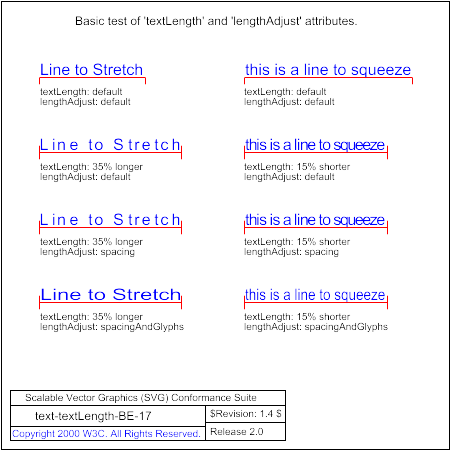 Basic test of 'textLength' and 'lengthAdjust' attributes.
Line to Stretch
textLength: default
lengthAdjust: default
this is a line to squeeze
textLength: default
lengthAdjust: default
Line to Stretch
textLength: 35% longer
lengthAdjust: default
this is a line to squeeze
textLength: 15% shorter
lengthAdjust: default
Line to Stretch
textLength: 35% longer
lengthAdjust: spacing
this is a line to squeeze
textLength: 15% shorter
lengthAdjust: spacing
Line to Stretch
textLength: 35% longer
lengthAdjust: spacingAndGlyphs
this is a line to squeeze
textLength: 15% shorter
lengthAdjust: spacingAndGlyphs
Scalable Vector Graphics (SVG) Conformance Suite
text-textLength-BE-17
$Revision: 1.4 $
Copyright 2000 W3C. All Rights Reserved.
Release 2.0